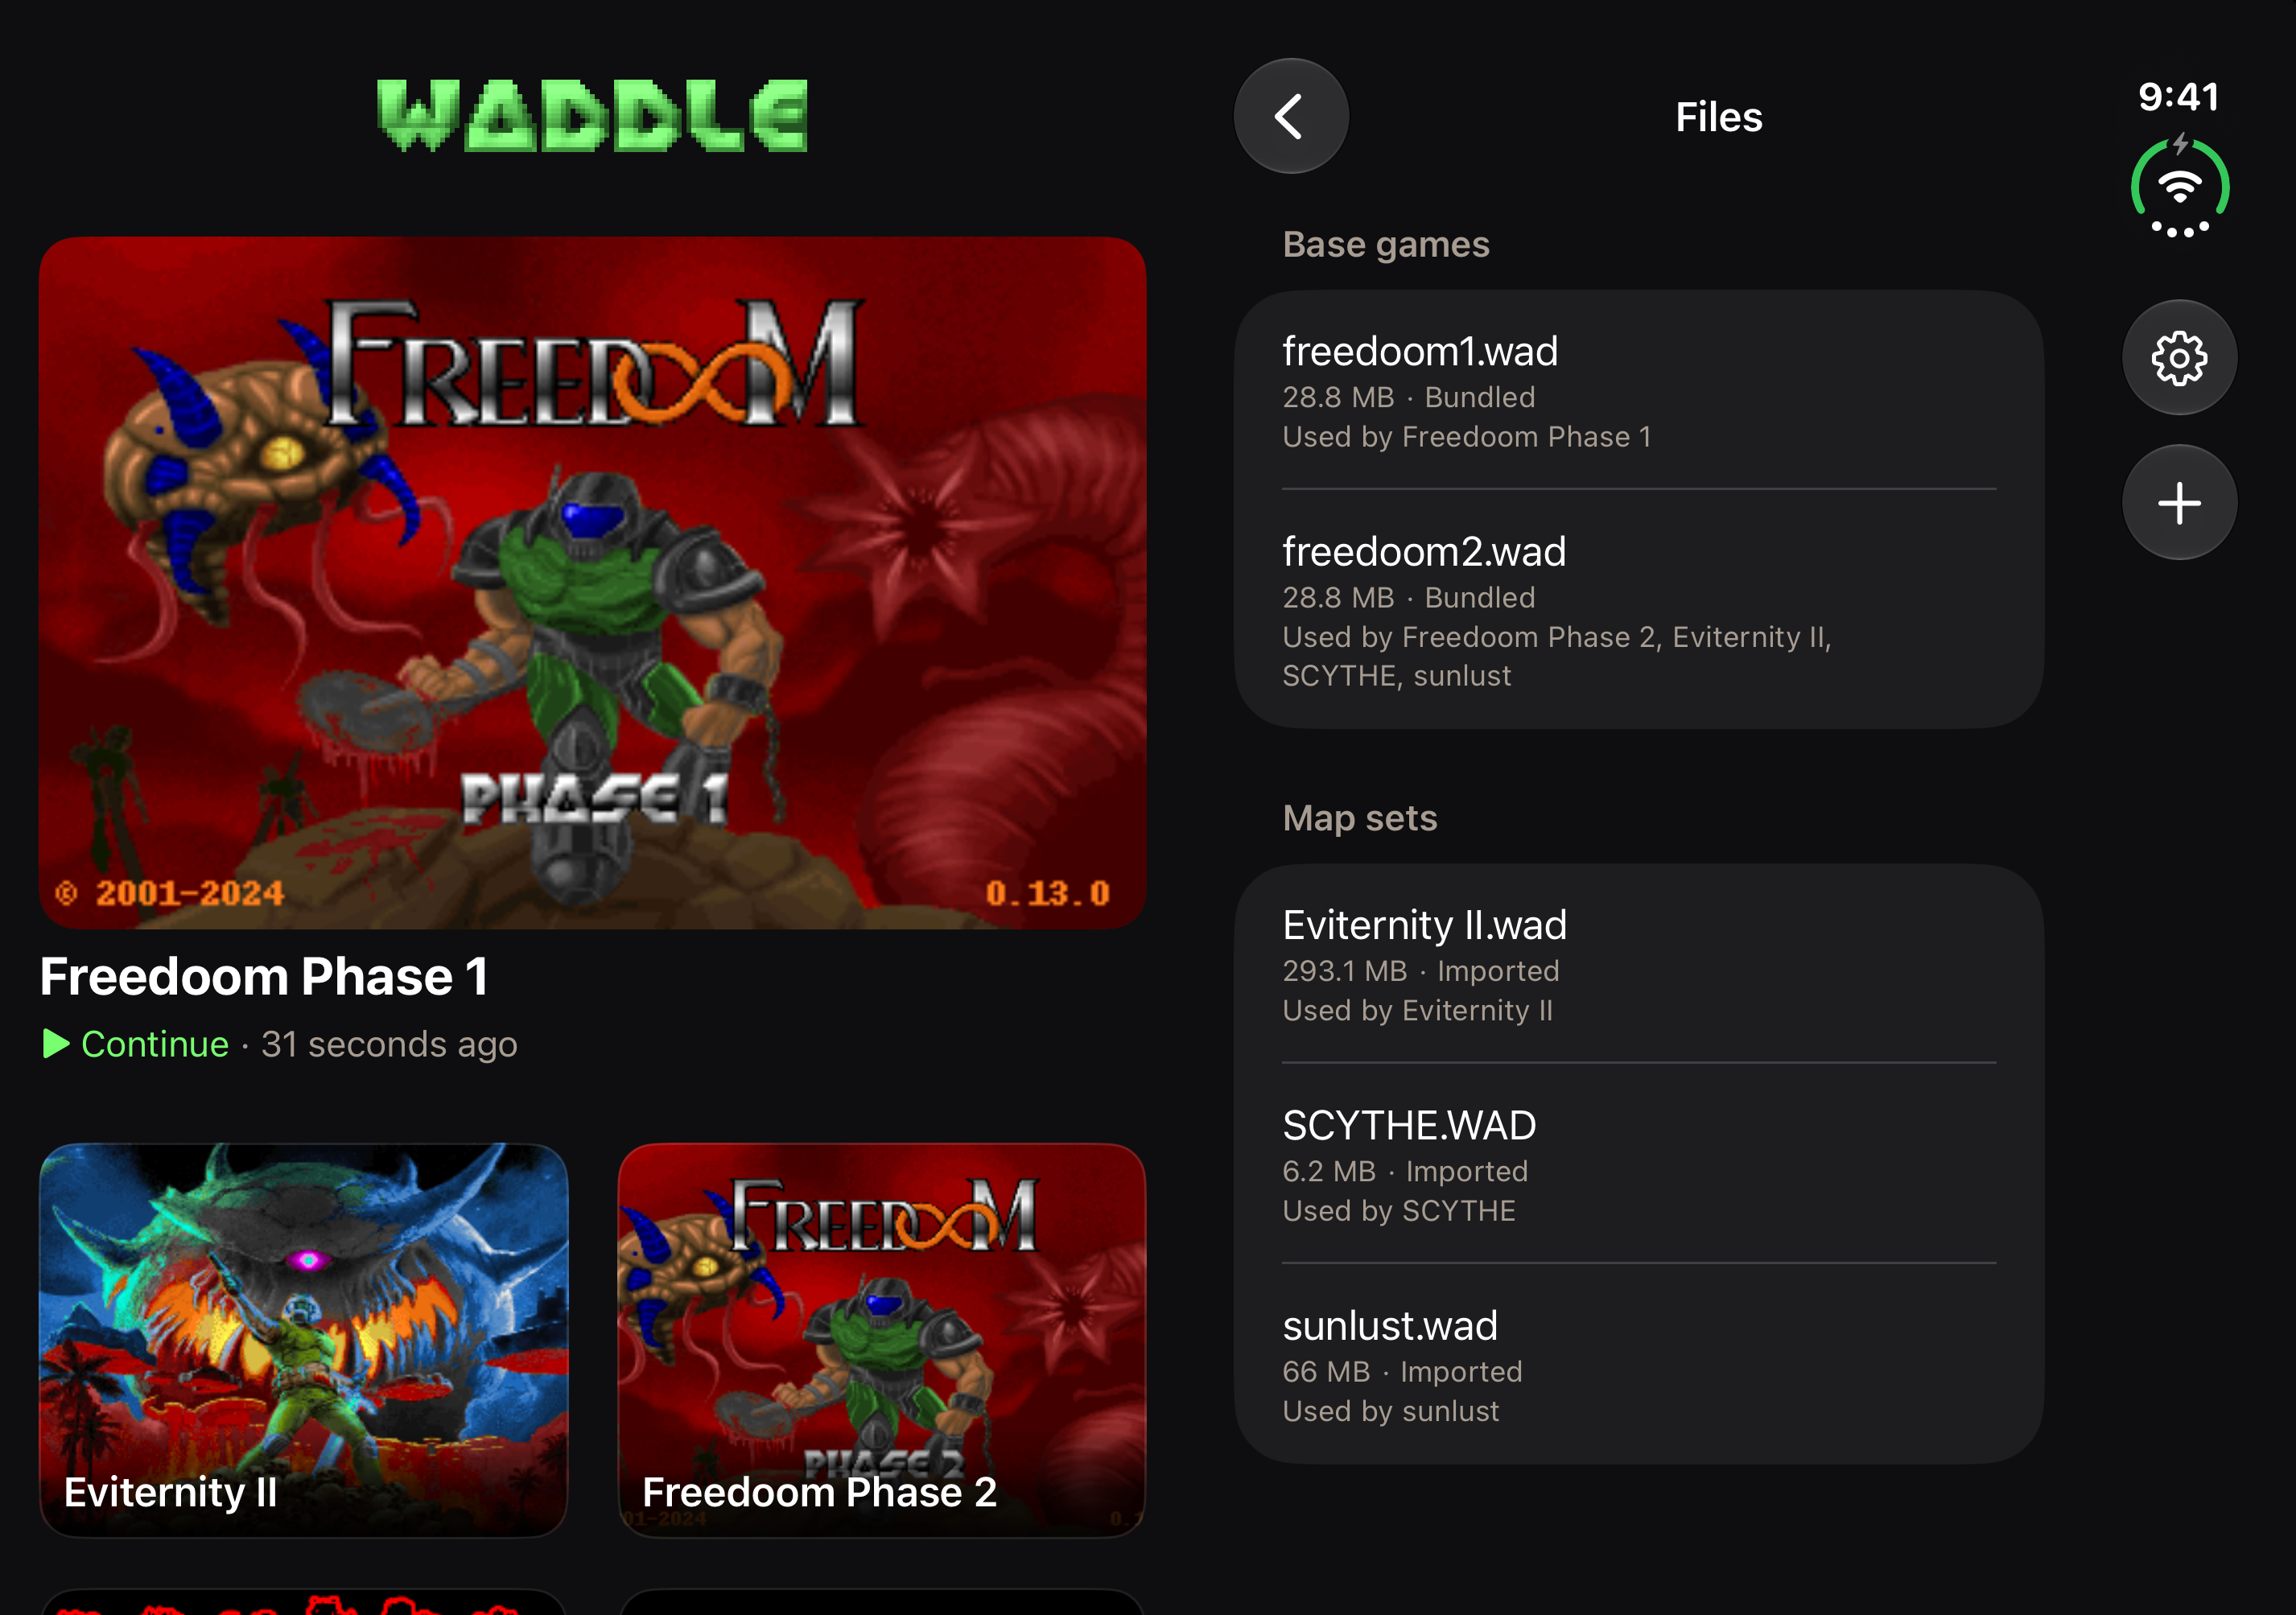 WADDLE
FREEDOOM
PHASE 1
© 2001-2024
0.13.0
Freedoom Phase 1
Continue · 31 seconds ago
Eviternity II
FREEDOOM
PHASE 2
Freedoom Phase 2
01-2024
Files
9:41
Base games
freedoom1.wad
28.8 MB · Bundled
Used by Freedoom Phase 1
freedoom2.wad
28.8 MB · Bundled
Used by Freedoom Phase 2, Eviternity II,
SCYTHE, sunlust
Map sets
Eviternity II.wad
293.1 MB · Imported
Used by Eviternity II
SCYTHE.WAD
6.2 MB · Imported
Used by SCYTHE
sunlust.wad
66 MB · Imported
Used by sunlust